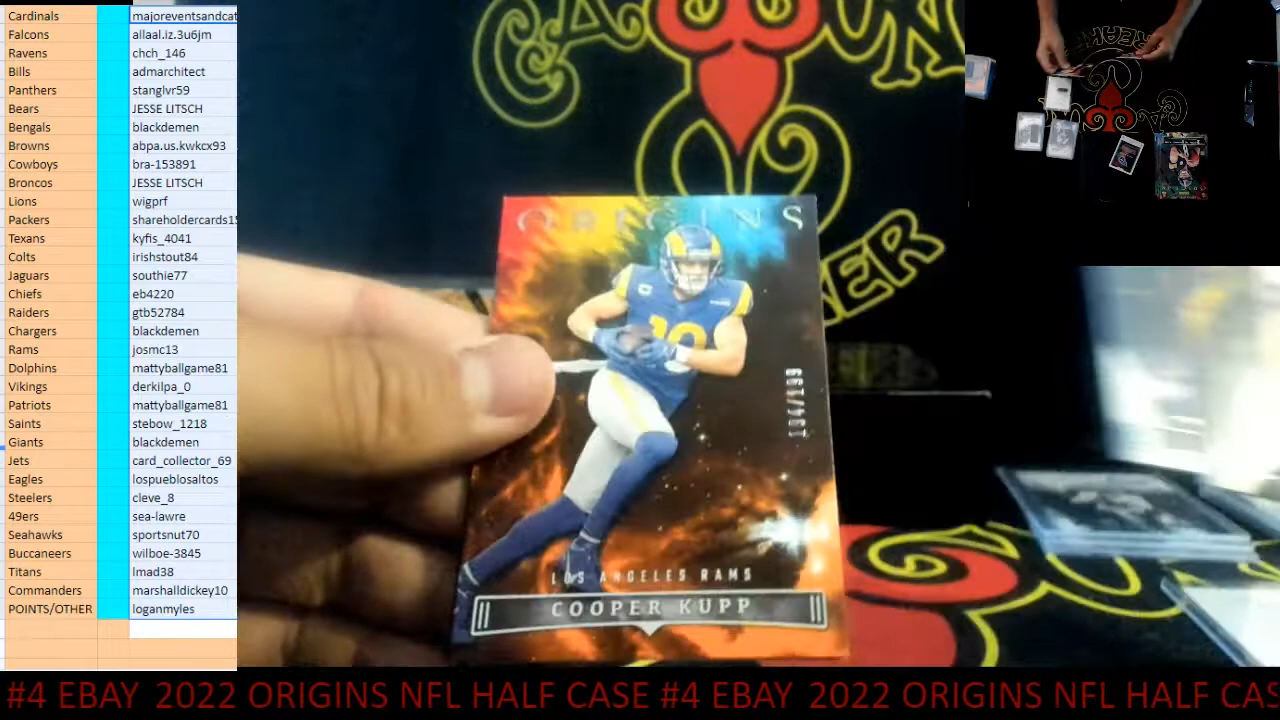 Cardinals majoreventsandcat
Falcons allaal.iz.3u6jm
Ravens chch_146
Bills admarchitect
Panthers stanglvr59
Bears JESSE LITSCH
Bengals blackdemen
Browns abpa.us.kwkcx93
Cowboys bra-153891
Broncos JESSE LITSCH
Lions wigprf
Packers shareholdercards15
Texans kyfis_4041
Colts irishstout84
Jaguars southie77
Chiefs eb4220
Raiders gtb52784
Chargers blackdemen
Rams josmc13
Dolphins mattyballgame81
Vikings derkilpa_0
Patriots mattyballgame81
Saints stebow_1218
Giants blackdemen
Jets card_collector_69
Eagles lospueblosaltos
Steelers cleve_8
49ers sea-lawre
Seahawks sportsnut70
Buccaneers wilboe-3845
Titans lmad38
Commanders marshalldickey10
POINTS/OTHER loganmyles
ORIGINS
10
194/199
LOS ANGELES RAMS
COOPER KUPP
#4 EBAY 2022 ORIGINS NFL HALF CASE #4 EBAY 2022 ORIGINS NFL HALF CAS